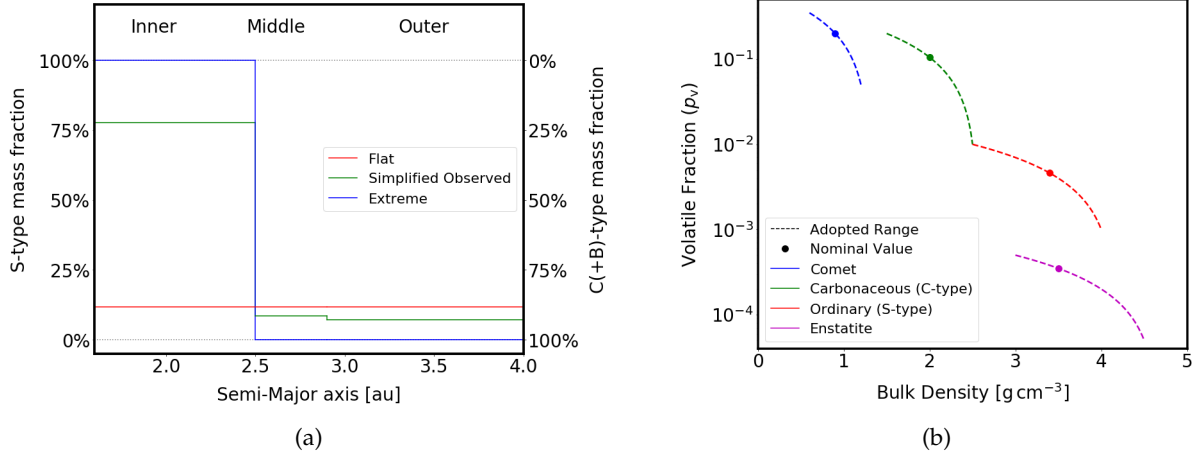 Inner Middle Outer
100%
75%
50%
25%
0%
S-type mass fraction
0%
25%
50%
75%
100%
C(+B)-type mass fraction
Flat
Simplified Observed
Extreme
2.0 2.5 3.0 3.5 4.0
Semi-Major axis [au]
(a)
Volatile Fraction (pᵥ)
10⁻¹
10⁻²
10⁻³
10⁻⁴
Adopted Range
Nominal Value
Comet
Carbonaceous (C-type)
Ordinary (S-type)
Enstatite
0 1 2 3 4 5
Bulk Density [g cm⁻³]
(b)